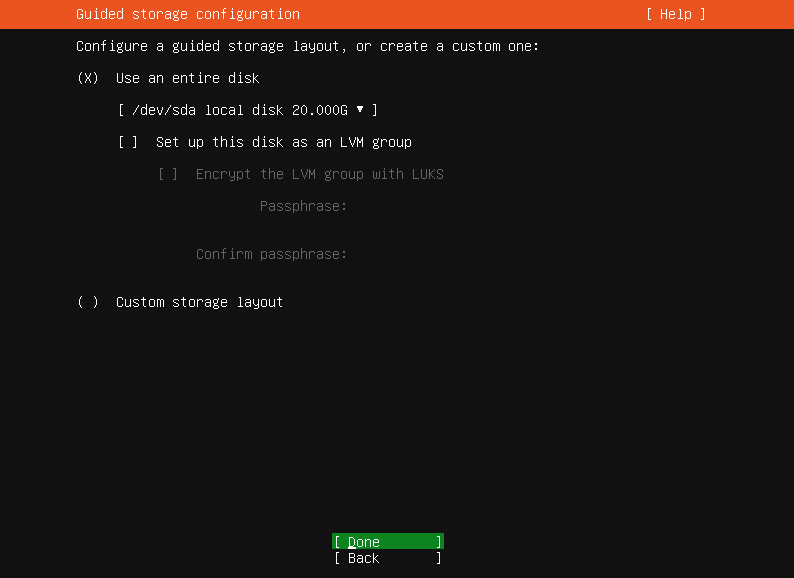 Guided storage configuration [ Help ]
Configure a guided storage layout, or create a custom one:
(X) Use an entire disk
[ /dev/sda local disk 20.000G ▾ ]
[ ] Set up this disk as an LVM group
[ ] Encrypt the LVM group with LUKS
Passphrase:
Confirm passphrase:
( ) Custom storage layout
[ Done ]
[ Back ]